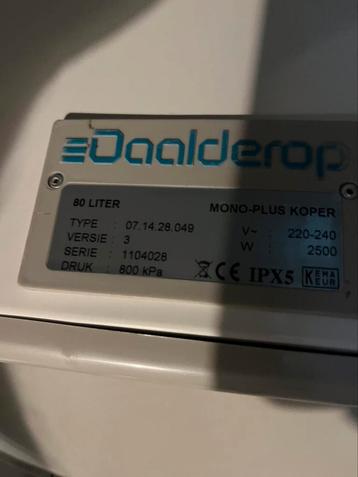 Daalderop
80 LITER MONO-PLUS KOPER
TYPE : 07.14.28.049 V~ : 220-240
VERSIE : 3 W : 2500
SERIE : 1104028
DRUK : 800 kPa CE IPX5 KEMA KEUR